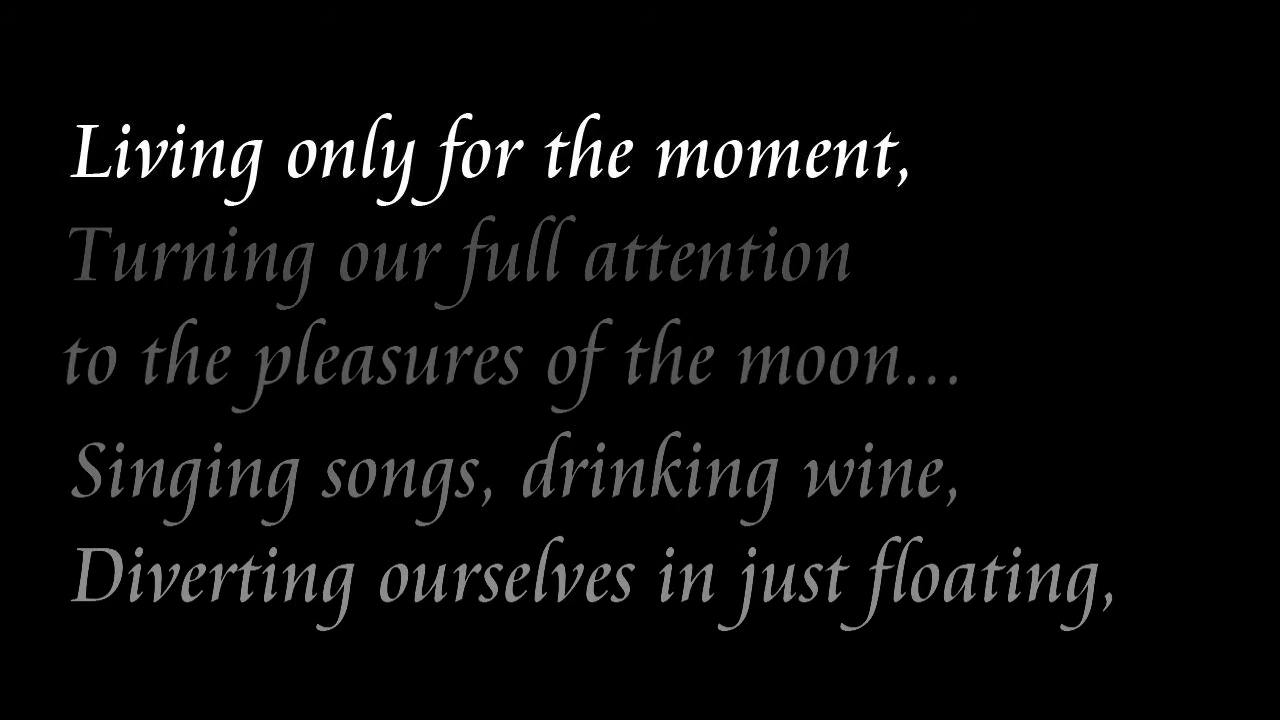 Living only for the moment,
Turning our full attention
to the pleasures of the moon...
Singing songs, drinking wine,
Diverting ourselves in just floating,